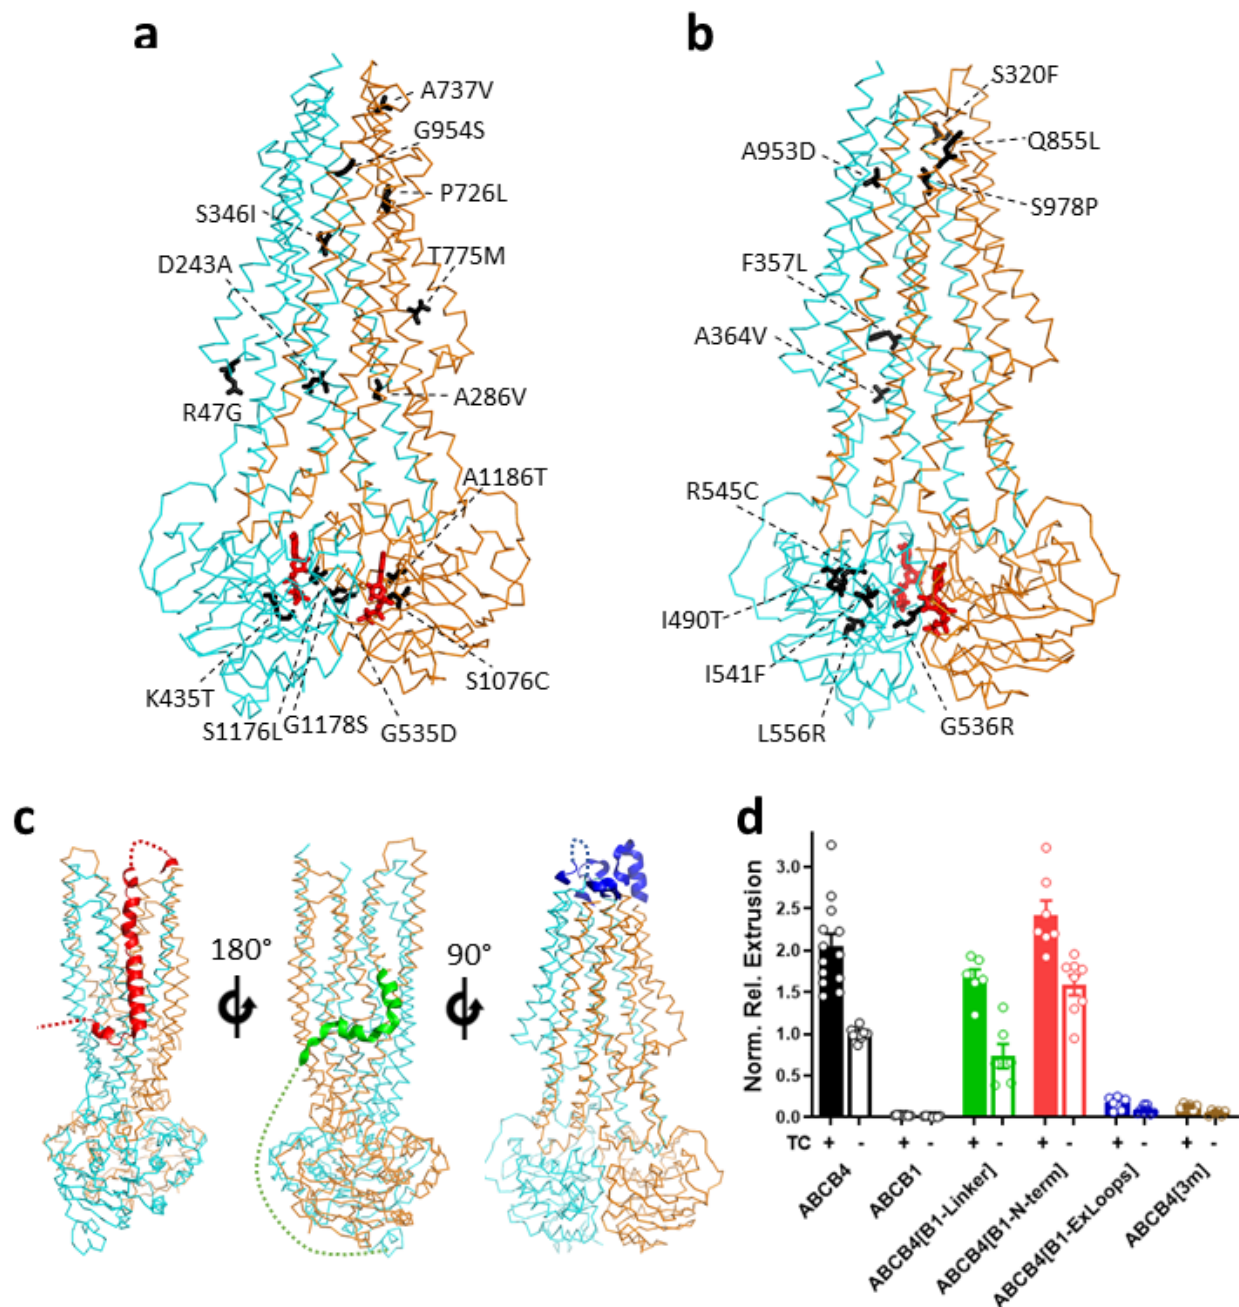 a
A737V
G954S
P726L
S346I
T775M
D243A
R47G
A286V
A1186T
K435T
S1176L
G1178S
G535D
S1076C
b
S320F
Q855L
A953D
S978P
F357L
A364V
R545C
I490T
I541F
L556R
G536R
c
180°
90°
d
Norm. Rel. Extrusion
3.0
2.5
2.0
1.5
1.0
0.5
0.0
TC + - + - + - + - + - + -
ABCB4
ABCB1
ABCB4[B1-Linker]
ABCB4[B1-N-term]
ABCB4[B1-ExLoops]
ABCB4[3m]